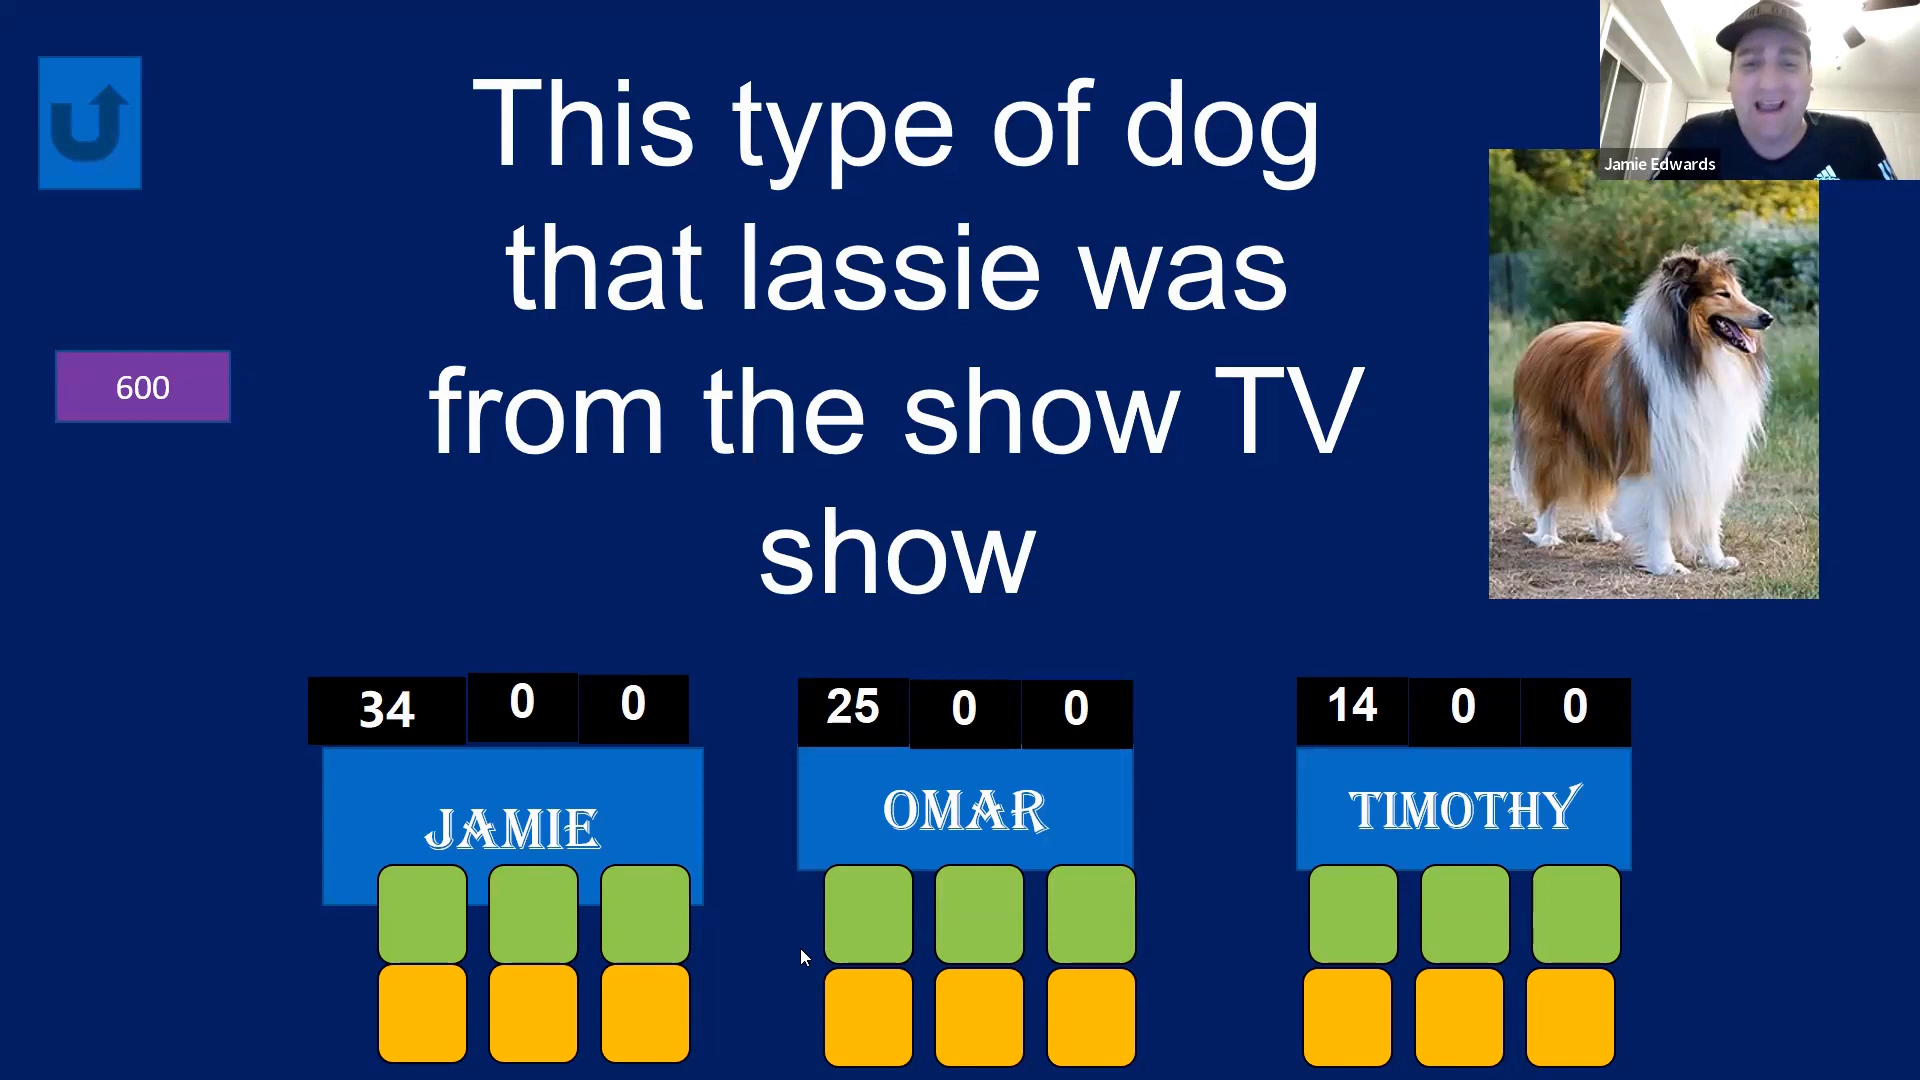 This type of dog
that lassie was
from the show TV
show
Jamie Edwards
600
34 0 0
25 0 0
14 0 0
JAMIE
OMAR
TIMOTHY